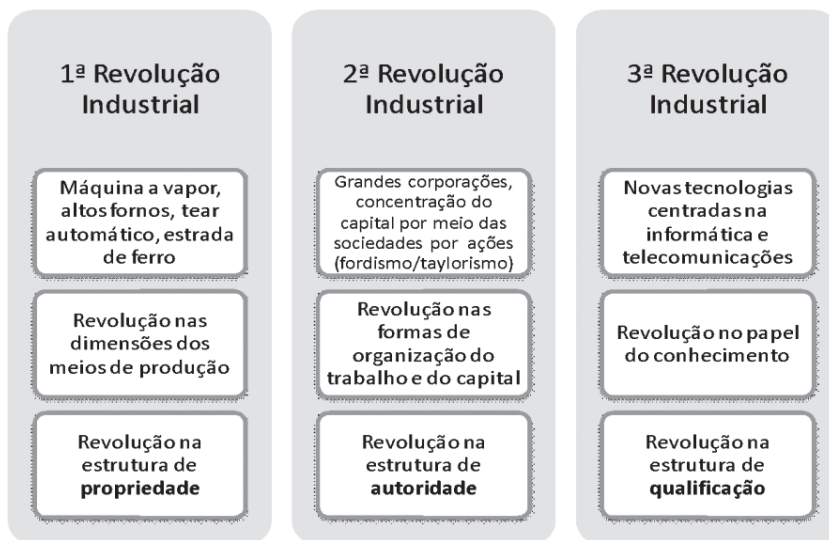 1ª Revolução
Industrial
Máquina a vapor,
altos fornos, tear
automático, estrada
de ferro
Revolução nas
dimensões dos
meios de produção
Revolução na
estrutura de
propriedade
2ª Revolução
Industrial
Grandes corporações,
concentração do
capital por meio das
sociedades por ações
(fordismo/taylorismo)
Revolução nas
formas de
organização do
trabalho e do capital
Revolução na
estrutura de
autoridade
3ª Revolução
Industrial
Novas tecnologias
centradas na
informática e
telecomunicações
Revolução no papel
do conhecimento
Revolução na
estrutura de
qualificação